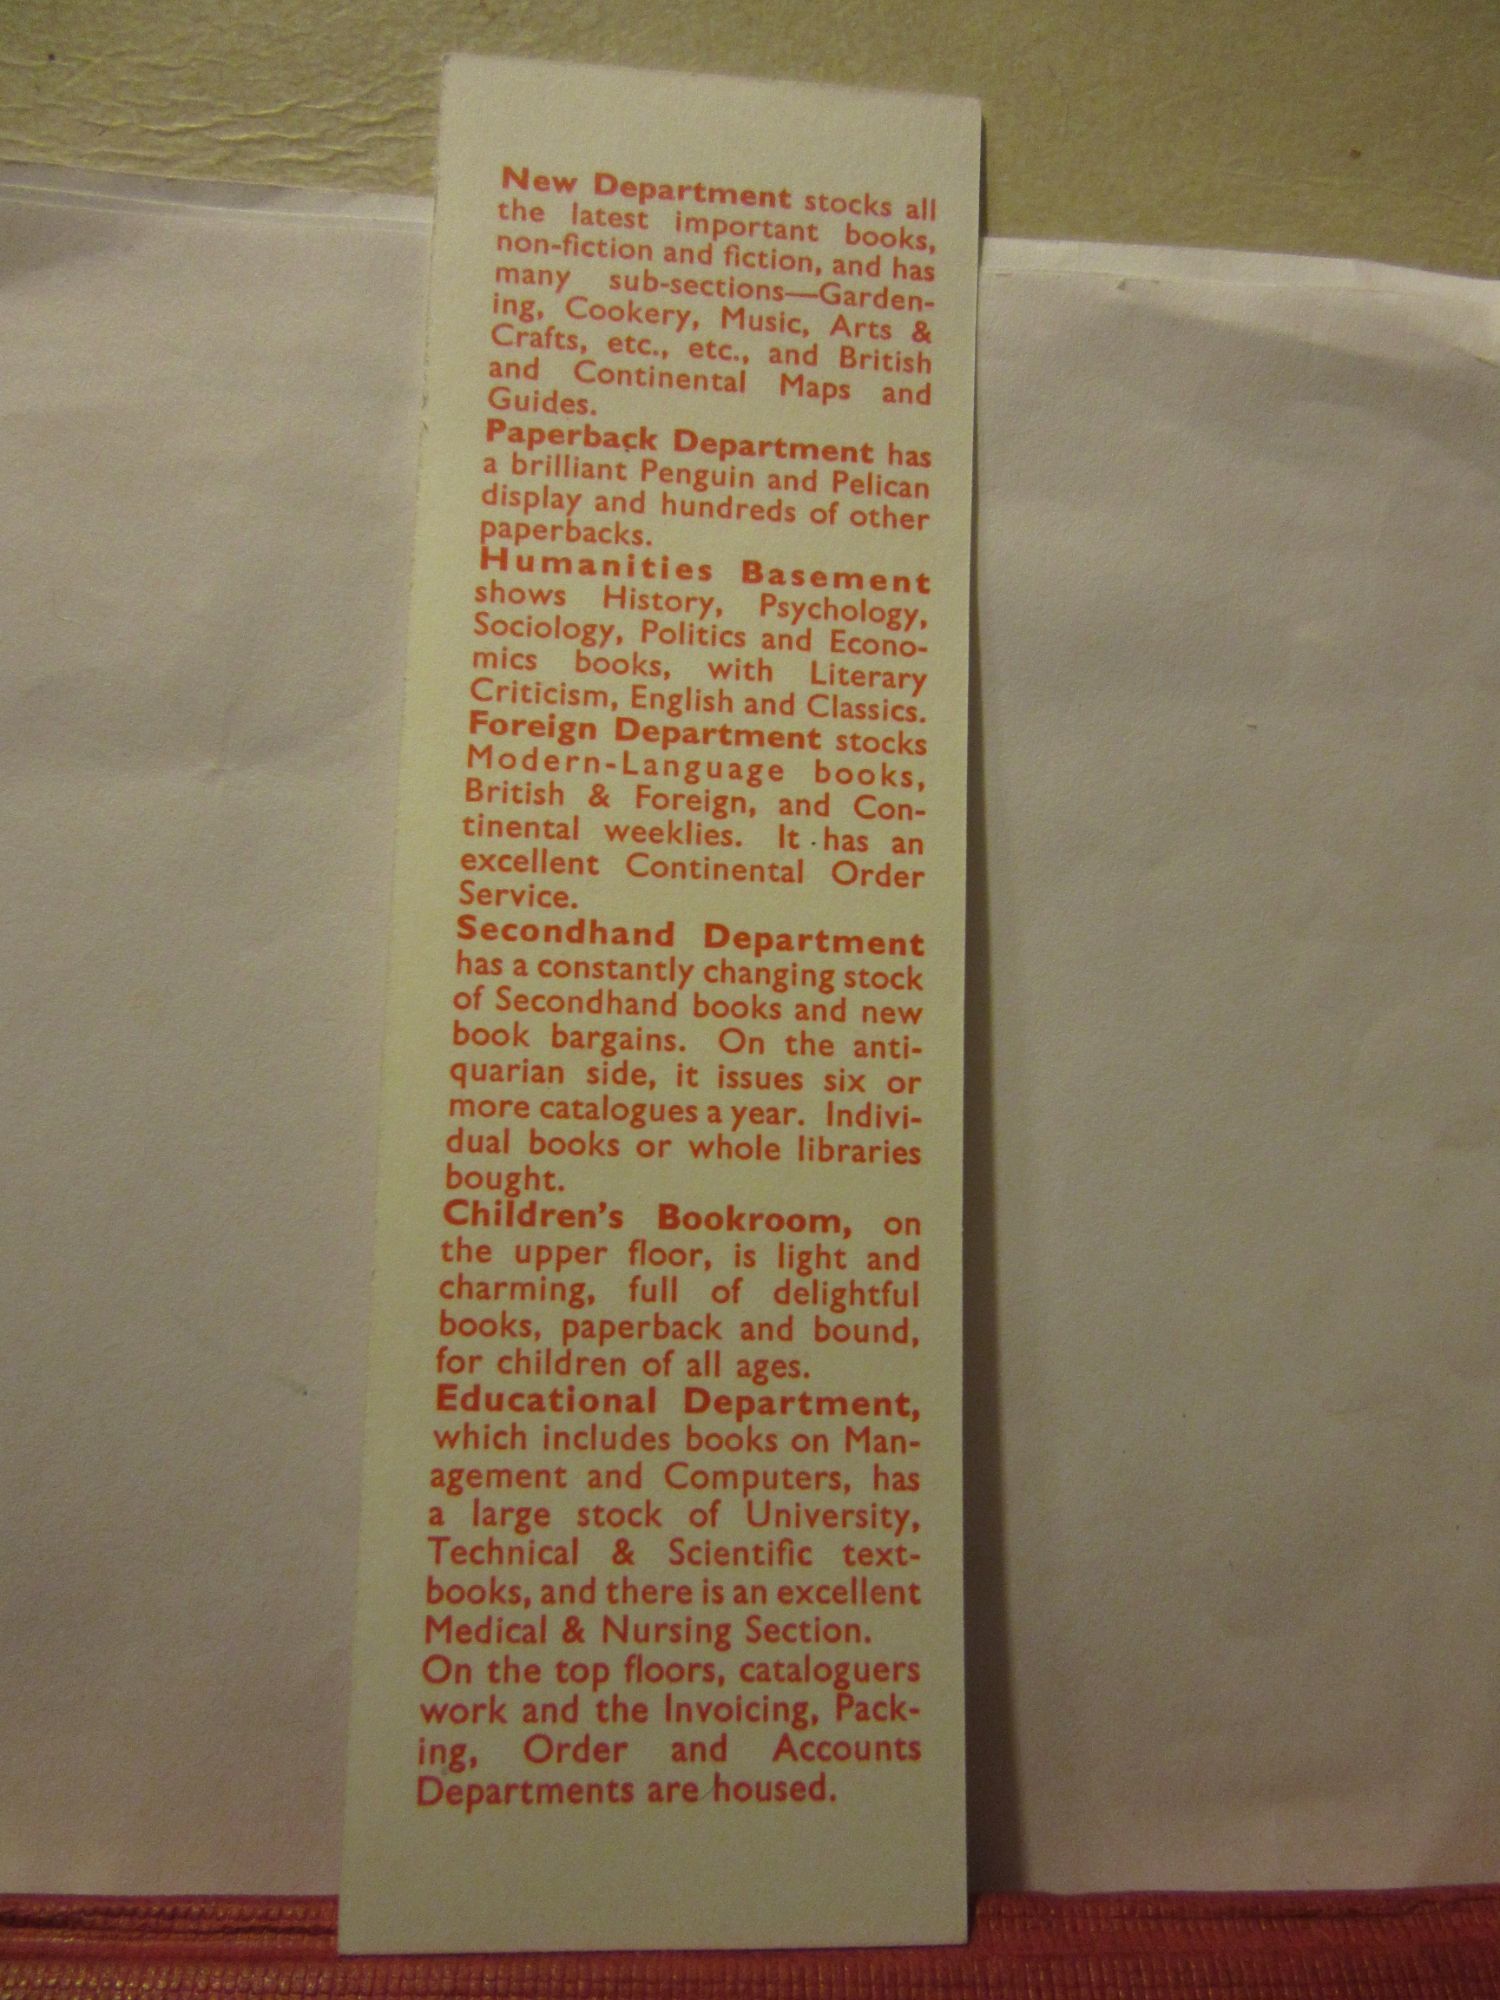 New Department stocks all
the latest important books,
non-fiction and fiction, and has
many sub-sections—Garden-
ing, Cookery, Music, Arts &
Crafts, etc., etc., and British
and Continental Maps and
Guides.
Paperback Department has
a brilliant Penguin and Pelican
display and hundreds of other
paperbacks.
Humanities Basement
shows History, Psychology,
Sociology, Politics and Econo-
mics books, with Literary
Criticism, English and Classics.
Foreign Department stocks
Modern-Language books,
British & Foreign, and Con-
tinental weeklies. It has an
excellent Continental Order
Service.
Secondhand Department
has a constantly changing stock
of Secondhand books and new
book bargains. On the anti-
quarian side, it issues six or
more catalogues a year. Indivi-
dual books or whole libraries
bought.
Children's Bookroom, on
the upper floor, is light and
charming, full of delightful
books, paperback and bound,
for children of all ages.
Educational Department,
which includes books on Man-
agement and Computers, has
a large stock of University,
Technical & Scientific text-
books, and there is an excellent
Medical & Nursing Section.
On the top floors, cataloguers
work and the Invoicing, Pack-
ing, Order and Accounts
Departments are housed.